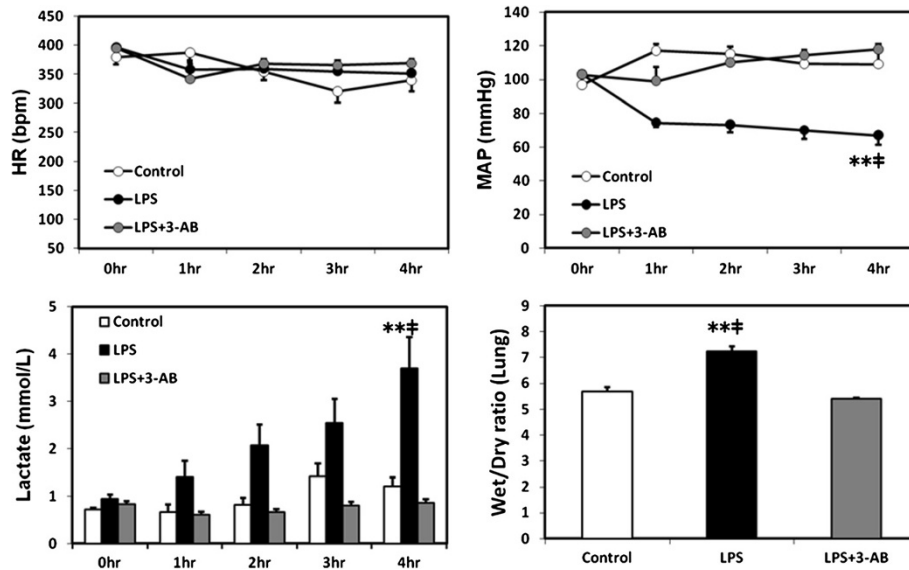 HR (bpm)
450
400
350
300
250
200
150
100
50
Control
LPS
LPS+3-AB
0hr 1hr 2hr 3hr 4hr
MAP (mmHg)
140
120
100
80
60
40
20
0
**ǂ
Control
LPS
LPS+3-AB
0hr 1hr 2hr 3hr 4hr
Lactate (mmol/L)
5
4
3
2
1
0
Control
LPS
LPS+3-AB
**ǂ
0hr 1hr 2hr 3hr 4hr
Wet/Dry ratio (Lung)
9
8
7
6
5
4
3
2
1
0
**ǂ
Control LPS LPS+3-AB